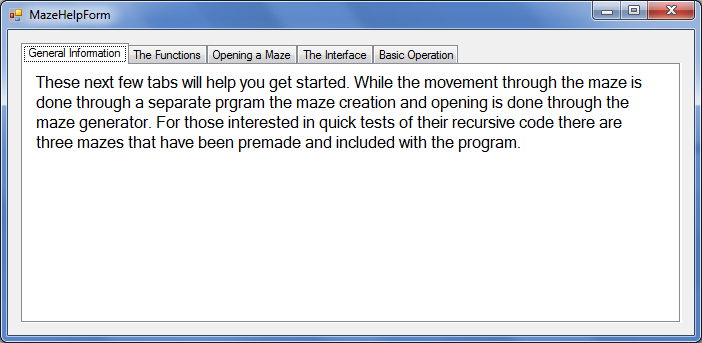 MazeHelpForm
General Information The Functions Opening a Maze The Interface Basic Operation
These next few tabs will help you get started. While the movement through the maze is
done through a separate prgram the maze creation and opening is done through the
maze generator. For those interested in quick tests of their recursive code there are
three mazes that have been premade and included with the program.